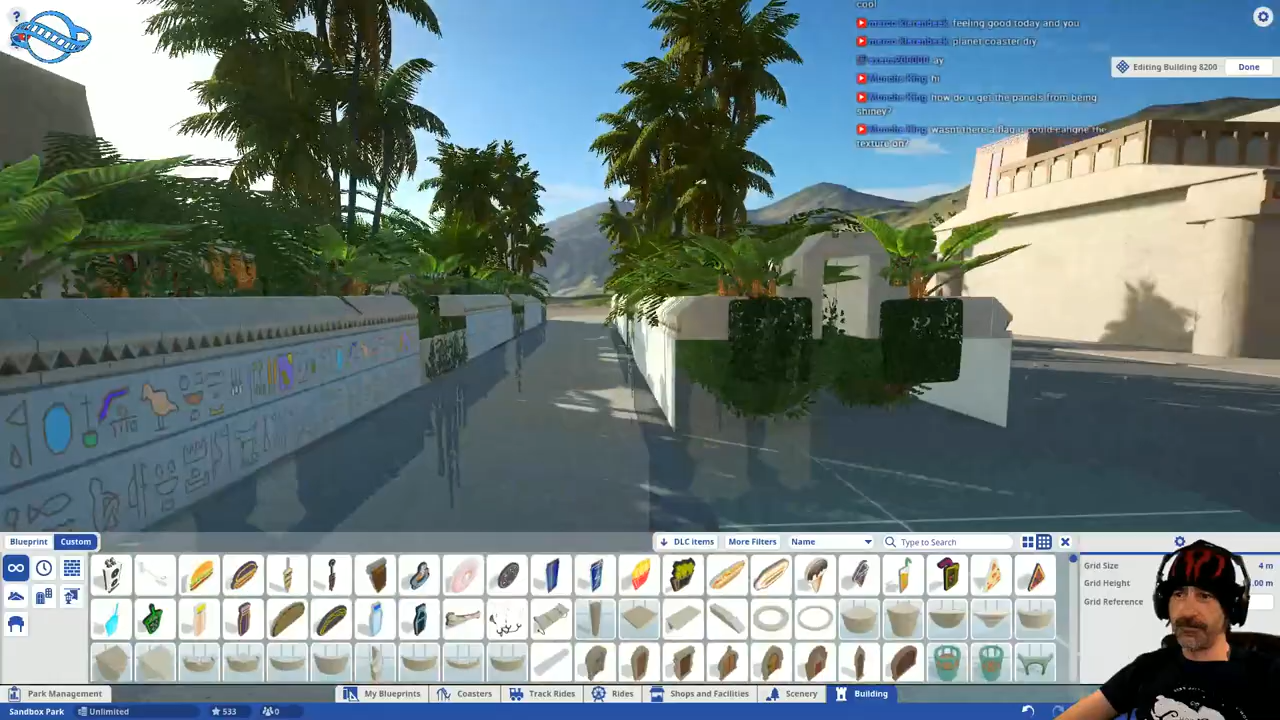 ?
cool
feeling good today and you
planet coaster diy
ay
hi
how do u get the panels from being
shiney?
wasnt there a flag u could
texture on?
Editing Building 8200
Done
Blueprint
Custom
DLC items
More Filters
Name
Type to Search
Grid Size
4 m
Grid Height
.00 m
Grid Reference
Park Management
My Blueprints
Coasters
Track Rides
Rides
Shops and Facilities
Scenery
Building
Sandbox Park
Unlimited
533
0